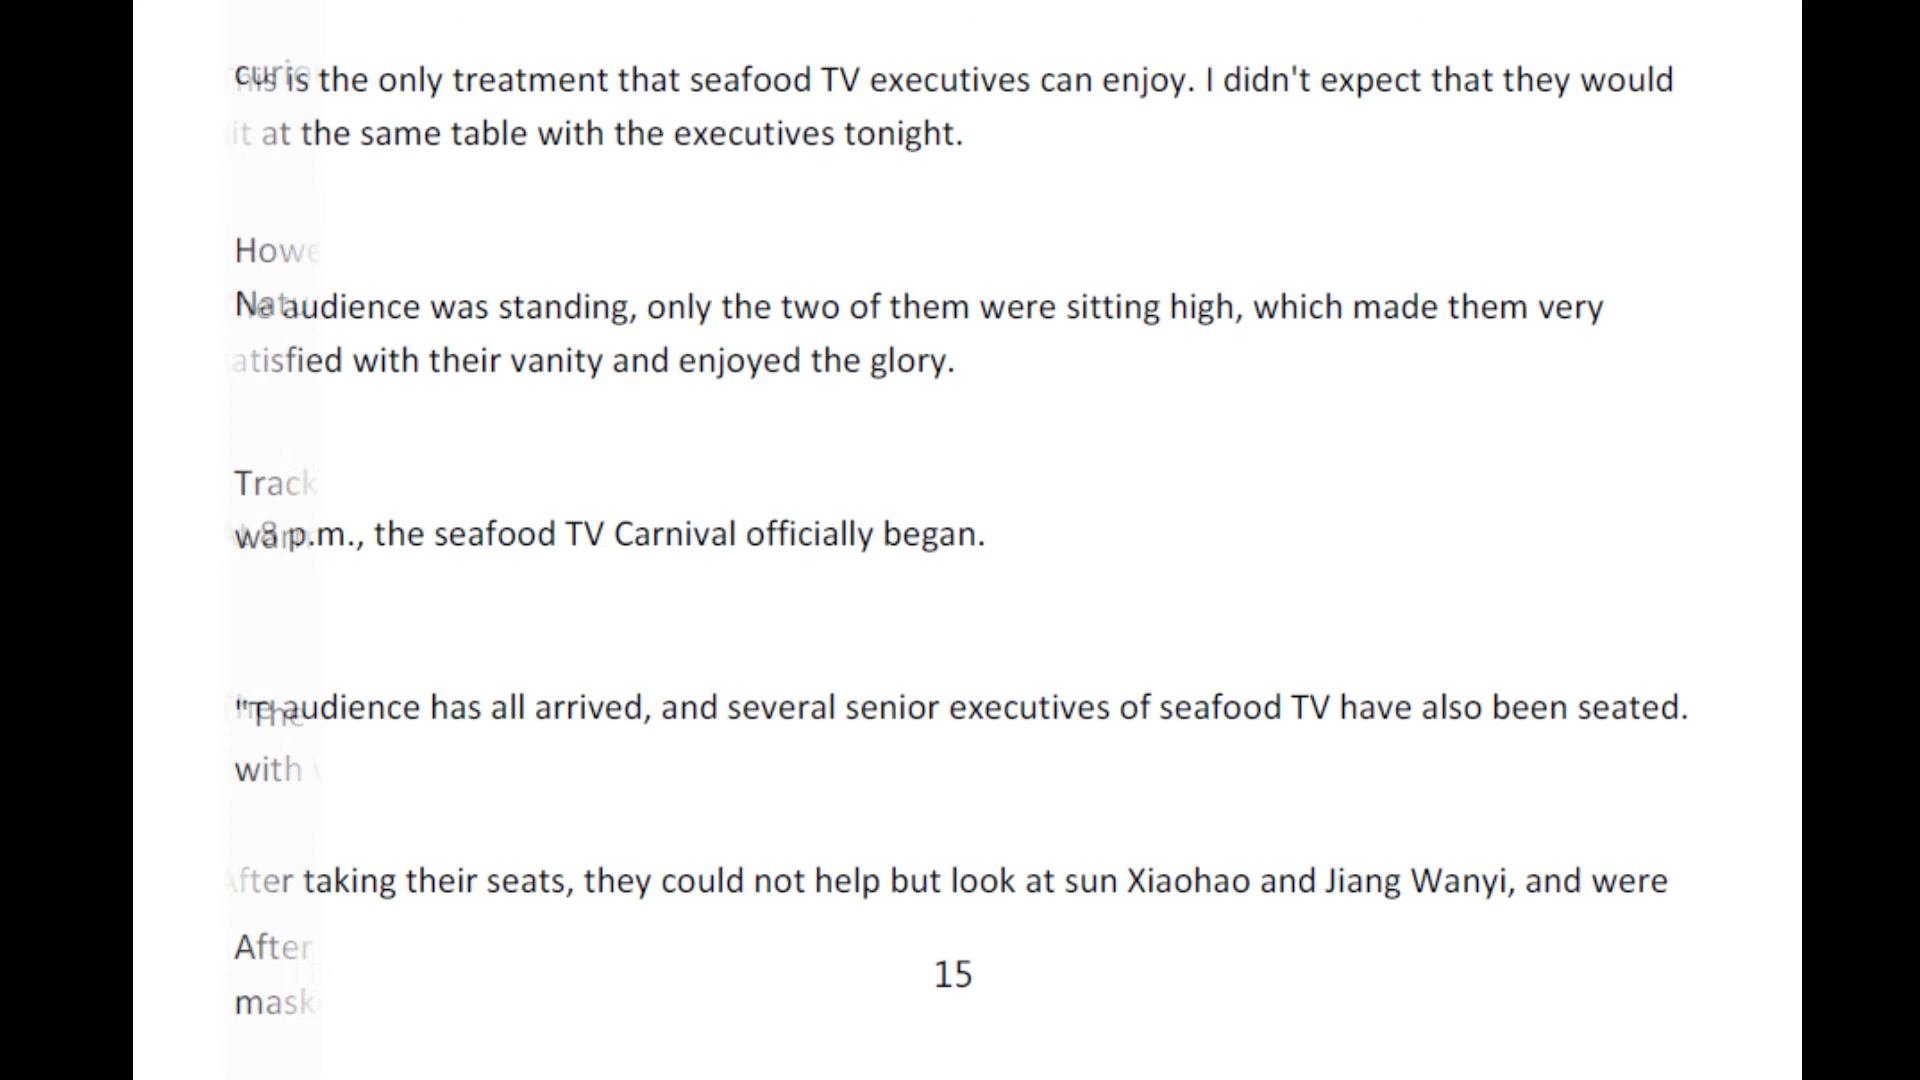 is the only treatment that seafood TV executives can enjoy. I didn't expect that they would
it at the same table with the executives tonight.
Howe
audience was standing, only the two of them were sitting high, which made them very
atisfied with their vanity and enjoyed the glory.
Track
8 p.m., the seafood TV Carnival officially began.
"The audience has all arrived, and several senior executives of seafood TV have also been seated.
with
After taking their seats, they could not help but look at sun Xiaohao and Jiang Wanyi, and were
After
15
mask